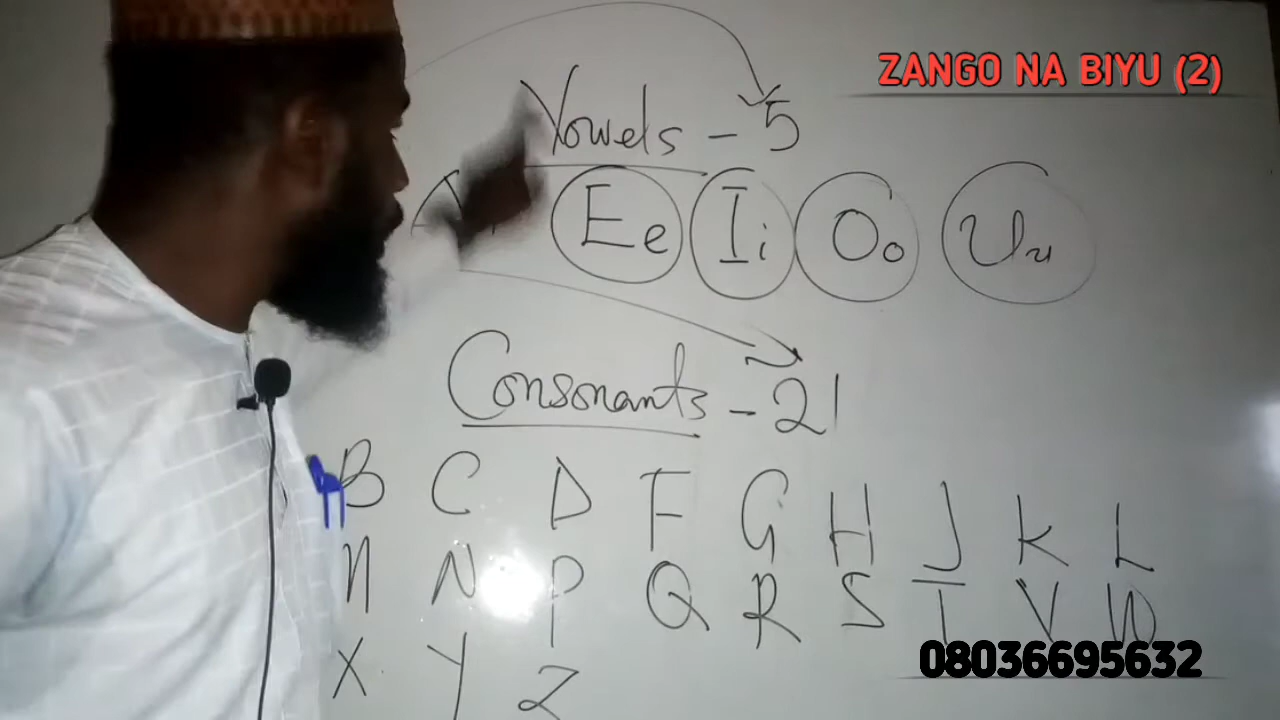 ZANGO NA BIYU (2)
Vowels - 5
A Ee Ii Oo Uu
Consonants - 21
B C D F G H J K L
M N P Q R S T V W
X Y Z
08036695632